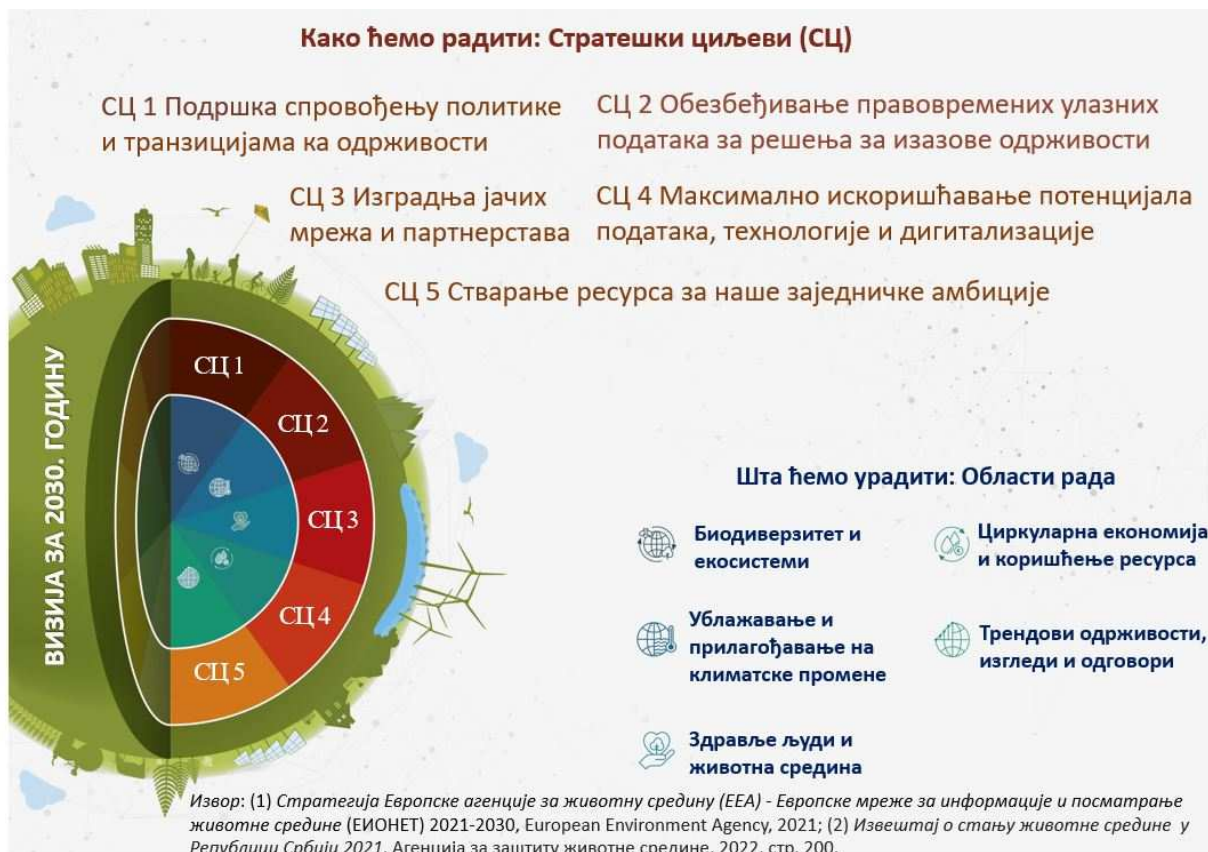 Како ћемо радити: Стратешки циљеви (СЦ)
СЦ 1 Подршка спровођењу политике
и транзицијама ка одрживости
СЦ 2 Обезбеђивање правовремених улазних
података за решења за изазове одрживости
СЦ 3 Изградња јачих
мрежа и партнерстава
СЦ 4 Максимално искоришћавање потенцијала
података, технологије и дигитализације
СЦ 5 Стварање ресурса за наше заједничке амбиције
ВИЗИЈА ЗА 2030. ГОДИНУ
СЦ 1
СЦ 2
СЦ 3
СЦ 4
СЦ 5
Шта ћемо урадити: Области рада
Биодиверзитет и
екосистеми
Циркуларна економија
и коришћење ресурса
Ублажавање и
прилагођавање на
климатске промене
Трендови одрживости,
изгледи и одговори
Здравље људи и
животна средина
Извор: (1) Стратегија Европске агенције за животну средину (ЕЕА) - Европске мреже за информације и посматрање
животне средине (ЕИОНЕТ) 2021-2030, European Environment Agency, 2021; (2) Извештај о стању животне средине у
Републици Србији 2021, Агенција за заштиту животне средине, 2022, стр. 200.